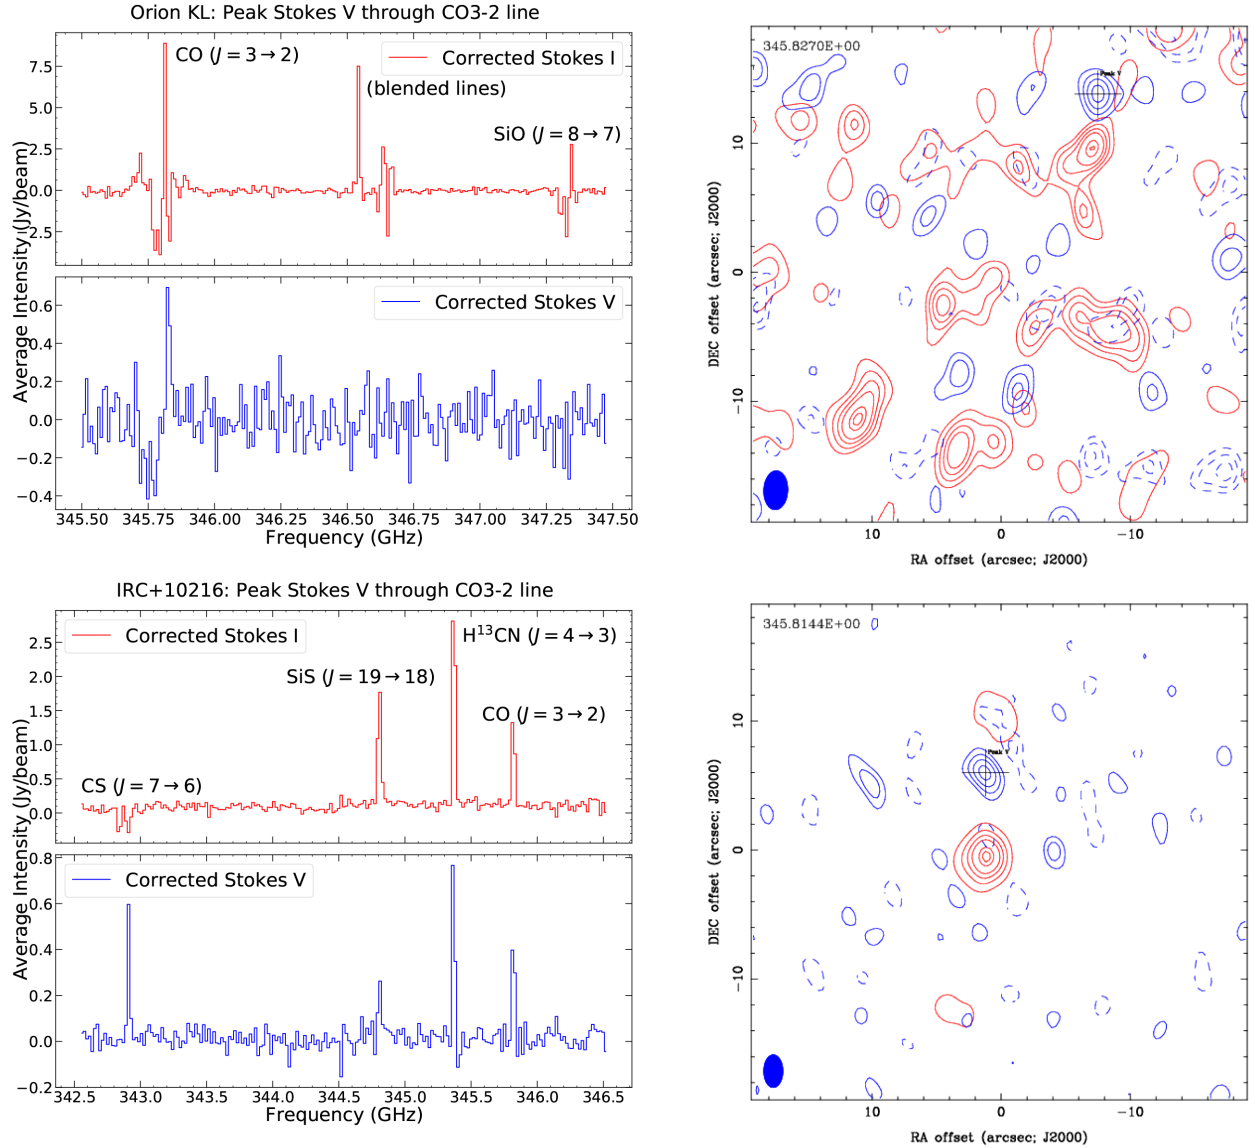 Orion KL: Peak Stokes V through CO3-2 line
CO (J = 3→2)
Corrected Stokes I
(blended lines)
SiO (J = 8→7)
7.5
5.0
2.5
0.0
2.5
Average Intensity (Jy/beam)
Corrected Stokes V
0.6
0.4
0.2
0.0
−0.2
−0.4
345.50 345.75 346.00 346.25 346.50 346.75 347.00 347.25 347.50
Frequency (GHz)
345.8270E+00
Peak V
10
0
−10
DEC offset (arcsec; J2000)
10 0 −10
RA offset (arcsec; J2000)
IRC+10216: Peak Stokes V through CO3-2 line
Corrected Stokes I
H¹³CN (J = 4→3)
SiS (J = 19→18)
CO (J = 3→2)
CS (J = 7→6)
2.5
2.0
1.5
1.0
0.5
0.0
Average Intensity (Jy/beam)
Corrected Stokes V
0.8
0.6
0.4
0.2
0.0
−0.2
342.5 343.0 343.5 344.0 344.5 345.0 345.5 346.0 346.5
Frequency (GHz)
345.8144E+00
Peak V
10
0
−10
DEC offset (arcsec; J2000)
10 0 −10
RA offset (arcsec; J2000)